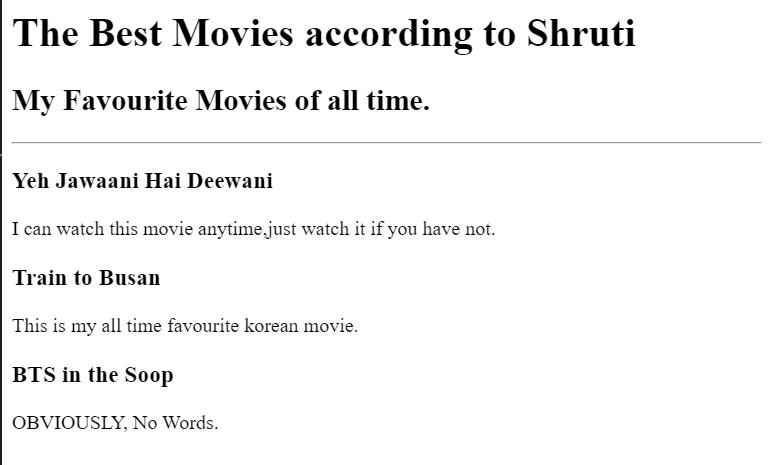 The Best Movies according to Shruti
My Favourite Movies of all time.
Yeh Jawaani Hai Deewani
I can watch this movie anytime,just watch it if you have not.
Train to Busan
This is my all time favourite korean movie.
BTS in the Soop
OBVIOUSLY, No Words.